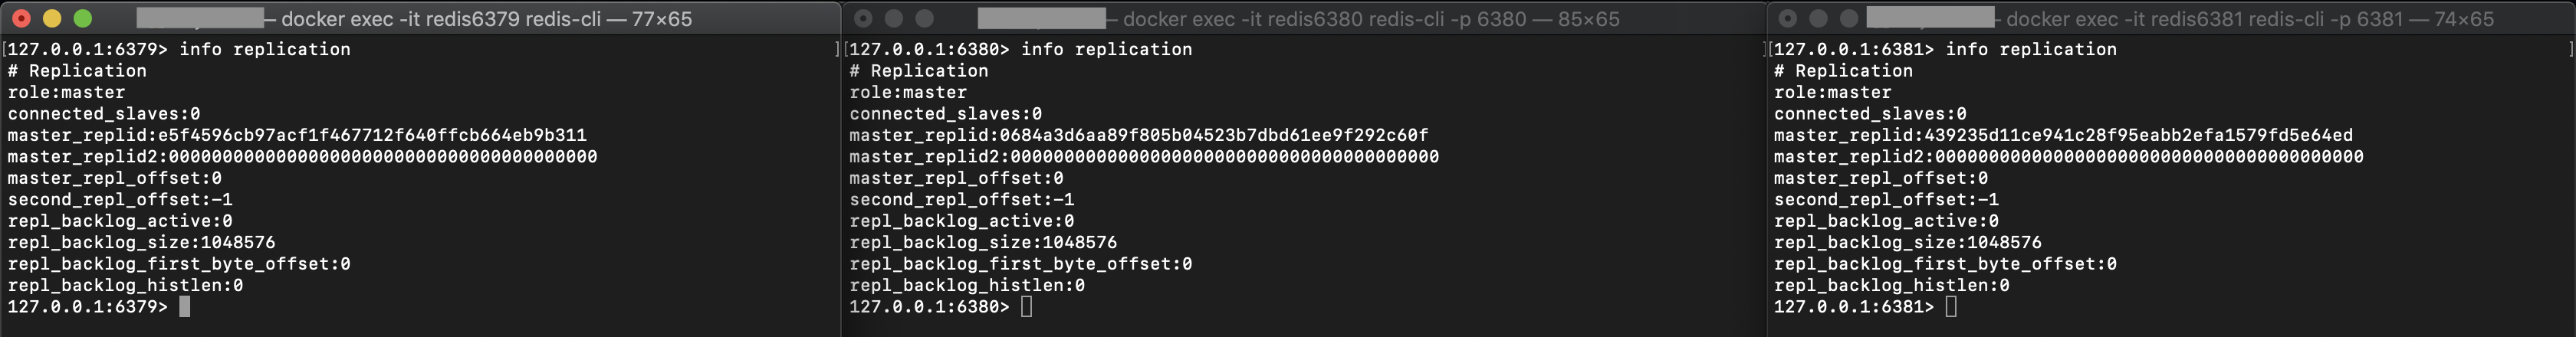 — docker exec -it redis6379 redis-cli — 77×65
[127.0.0.1:6379> info replication ]
# Replication
role:master
connected_slaves:0
master_replid:e5f4596cb97acf1f467712f640ffcb664eb9b311
master_replid2:0000000000000000000000000000000000000000
master_repl_offset:0
second_repl_offset:-1
repl_backlog_active:0
repl_backlog_size:1048576
repl_backlog_first_byte_offset:0
repl_backlog_histlen:0
127.0.0.1:6379>
— docker exec -it redis6380 redis-cli -p 6380 — 85×65
[127.0.0.1:6380> info replication ]
# Replication
role:master
connected_slaves:0
master_replid:0684a3d6aa89f805b04523b7dbd61ee9f292c60f
master_replid2:0000000000000000000000000000000000000000
master_repl_offset:0
second_repl_offset:-1
repl_backlog_active:0
repl_backlog_size:1048576
repl_backlog_first_byte_offset:0
repl_backlog_histlen:0
127.0.0.1:6380>
— docker exec -it redis6381 redis-cli -p 6381 — 74×65
[127.0.0.1:6381> info replication ]
# Replication
role:master
connected_slaves:0
master_replid:439235d11ce941c28f95eabb2efa1579fd5e64ed
master_replid2:0000000000000000000000000000000000000000
master_repl_offset:0
second_repl_offset:-1
repl_backlog_active:0
repl_backlog_size:1048576
repl_backlog_first_byte_offset:0
repl_backlog_histlen:0
127.0.0.1:6381>